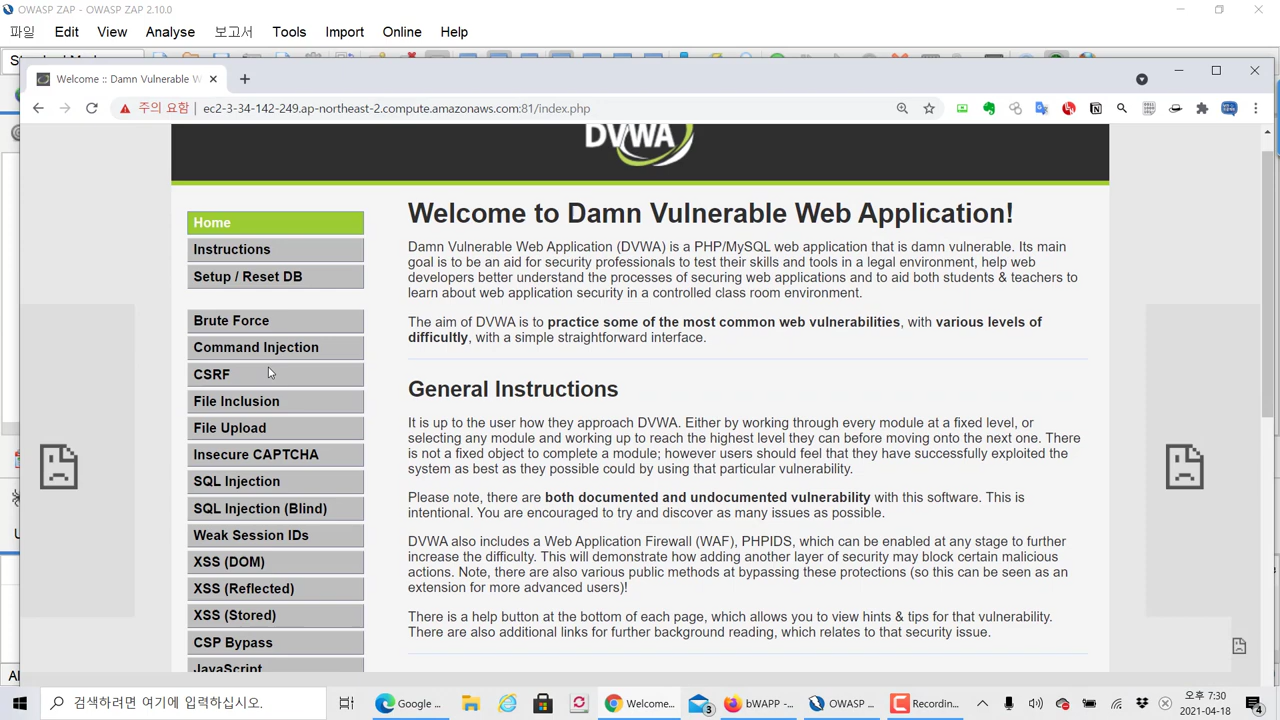 OWASP ZAP - OWASP ZAP 2.10.0
파일 Edit View Analyse 보고서 Tools Import Online Help
Welcome :: Damn Vulnerable W
주의 요함 ec2-3-34-142-249.ap-northeast-2.compute.amazonaws.com:81/index.php
DVWA
Home
Instructions
Setup / Reset DB
Brute Force
Command Injection
CSRF
File Inclusion
File Upload
Insecure CAPTCHA
SQL Injection
SQL Injection (Blind)
Weak Session IDs
XSS (DOM)
XSS (Reflected)
XSS (Stored)
CSP Bypass
JavaScript
Welcome to Damn Vulnerable Web Application!
Damn Vulnerable Web Application (DVWA) is a PHP/MySQL web application that is damn vulnerable. Its main
goal is to be an aid for security professionals to test their skills and tools in a legal environment, help web
developers better understand the processes of securing web applications and to aid both students & teachers to
learn about web application security in a controlled class room environment.
The aim of DVWA is to practice some of the most common web vulnerabilities, with various levels of
difficultly, with a simple straightforward interface.
General Instructions
It is up to the user how they approach DVWA. Either by working through every module at a fixed level, or
selecting any module and working up to reach the highest level they can before moving onto the next one. There
is not a fixed object to complete a module; however users should feel that they have successfully exploited the
system as best as they possible could by using that particular vulnerability.
Please note, there are both documented and undocumented vulnerability with this software. This is
intentional. You are encouraged to try and discover as many issues as possible.
DVWA also includes a Web Application Firewall (WAF), PHPIDS, which can be enabled at any stage to further
increase the difficulty. This will demonstrate how adding another layer of security may block certain malicious
actions. Note, there are also various public methods at bypassing these protections (so this can be seen as an
extension for more advanced users)!
There is a help button at the bottom of each page, which allows you to view hints & tips for that vulnerability.
There are also additional links for further background reading, which relates to that security issue.
검색하려면 여기에 입력하십시오. Google ... 3 Welcome... bWAPP -... OWASP ... Recordin...
오후 7:30
2021-04-18
4